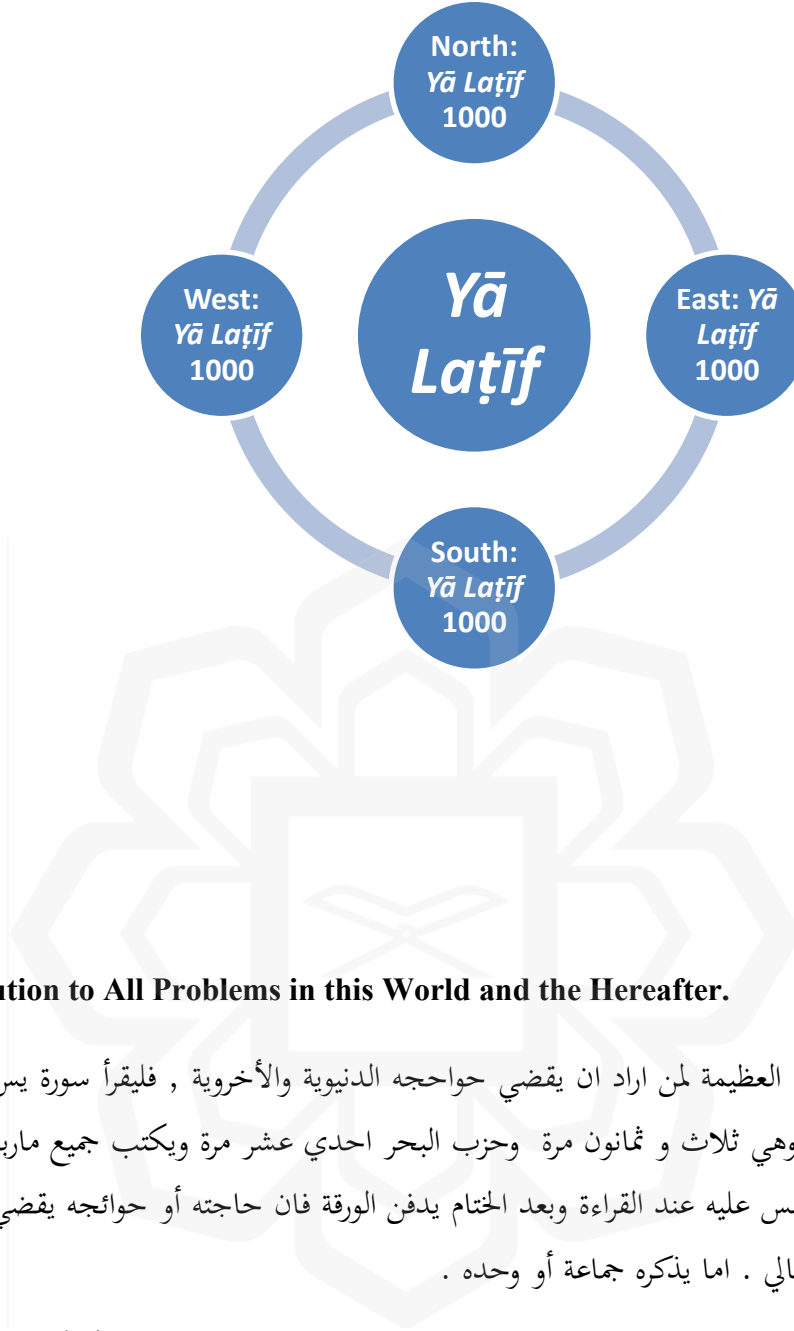 North:
Yā Laṭīf
1000
West:
Yā Laṭīf
1000
Yā
Laṭīf
East: Yā
Laṭīf
1000
South:
Yā Laṭīf
1000
to All Problems in this World and the Hereafter.
العظيمة لمن اراد ان يقضي حواحجه الدنيوية والأخروية , فليقرأ سورة يس
وهي ثلاث و ثمانون مرة وحزب البحر احدي عشر مرة ويكتب جميع
عليه عند القراءة وبعد الختام يدفن الورقة فان حاجته أو حوائجه يقضي
. اما يذكره جماعة أو وحده .